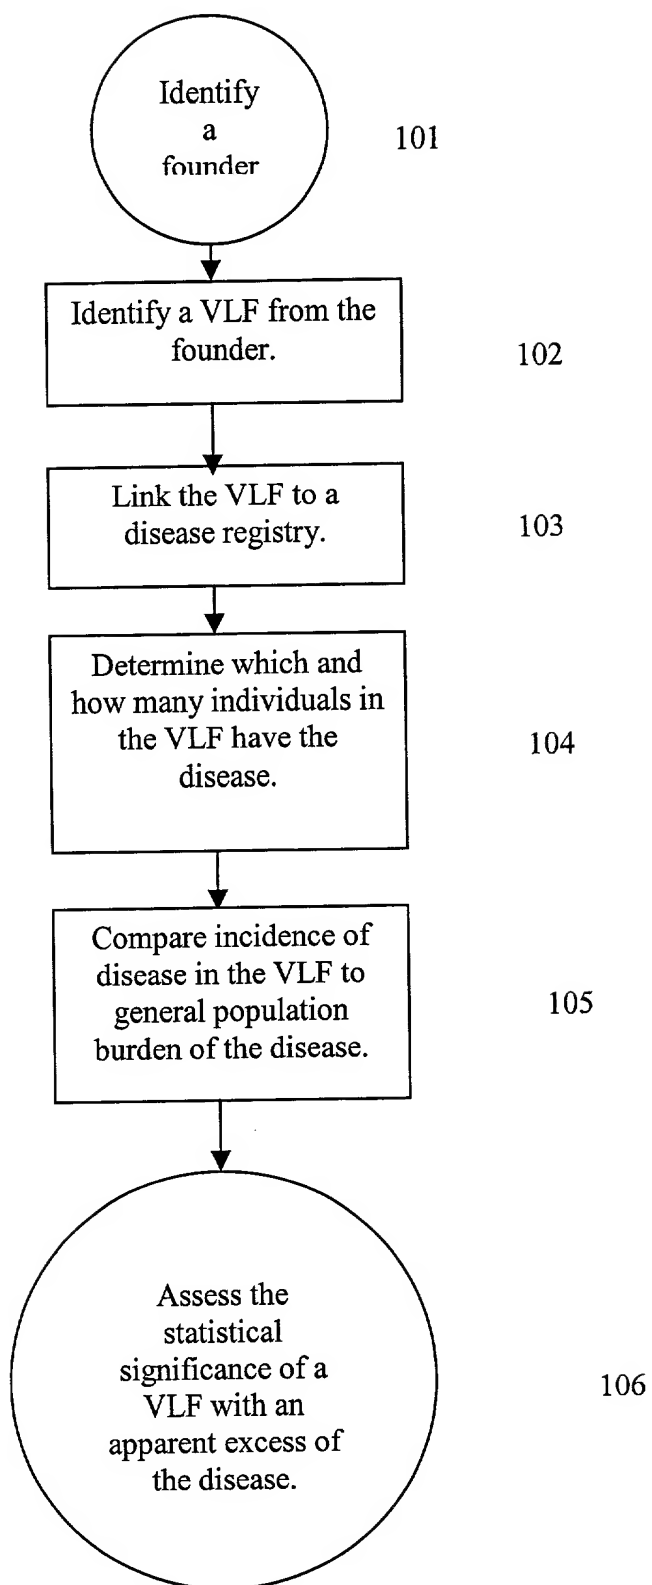 Identify
a
founder
101
Identify a VLF from the
founder.
102
Link the VLF to a
disease registry.
103
Determine which and
how many individuals in
the VLF have the
disease.
104
Compare incidence of
disease in the VLF to
general population
burden of the disease.
105
Assess the
statistical
significance of a
VLF with an
apparent excess of
the disease.
106